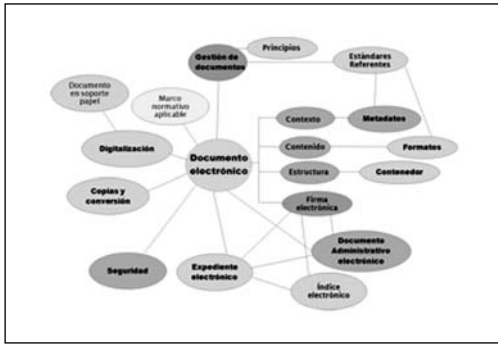 Principios
Gestión de
documentos
Estándares
Referentes
Documento
en soporte
papel
Marco
normativo
aplicable
Contexto
Metadatos
Digitalización
Documento
electrónico
Contenido
Formatos
Estructura
Contenedor
Copias y
conversión
Firma
electrónica
Documento
Administrativo
electrónico
Seguridad
Expediente
electrónico
Índice
electrónico